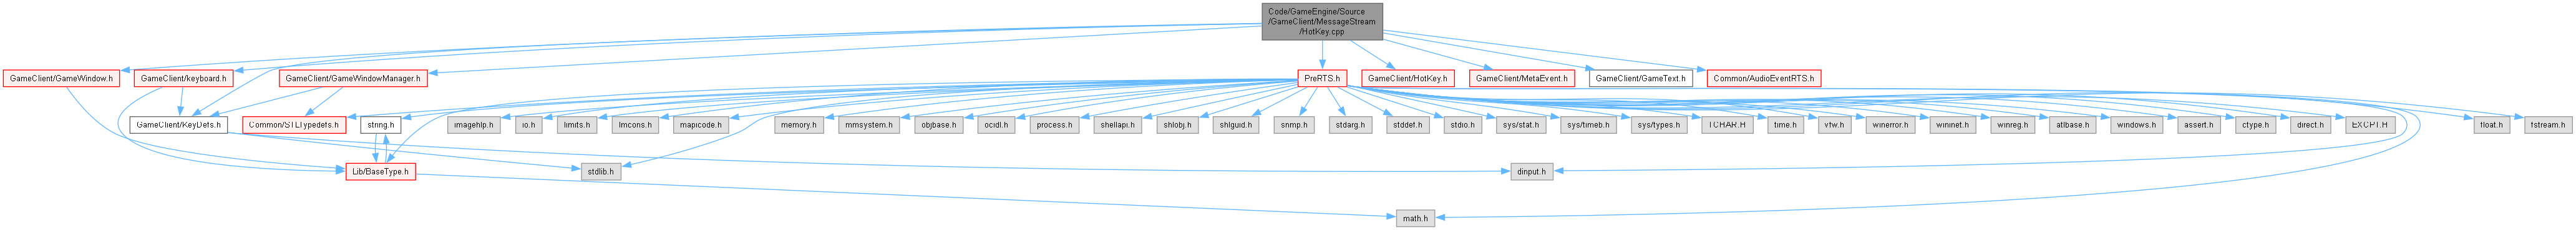 Code/GameEngine/Source
/GameClient/MessageStream
/HotKey.cpp
GameClient/GameWindow.h
GameClient/keyboard.h
GameClient/GameWindowManager.h
PreRTS.h
GameClient/HotKey.h
GameClient/MetaEvent.h
GameClient/GameText.h
Common/AudioEventRTS.h
GameClient/KeyDefs.h
Common/STLTypedefs.h
string.h
imagehlp.h
io.h
limits.h
lmcons.h
mapicode.h
memory.h
mmsystem.h
objbase.h
ocidl.h
process.h
shellapi.h
shlobj.h
shlguid.h
snmp.h
stdarg.h
stddef.h
stdio.h
sys/stat.h
sys/timeb.h
sys/types.h
TCHAR.H
time.h
vfw.h
winerror.h
wininet.h
winreg.h
atlbase.h
windows.h
assert.h
ctype.h
direct.h
EXCPT.H
float.h
fstream.h
Lib/BaseType.h
stdlib.h
dinput.h
math.h